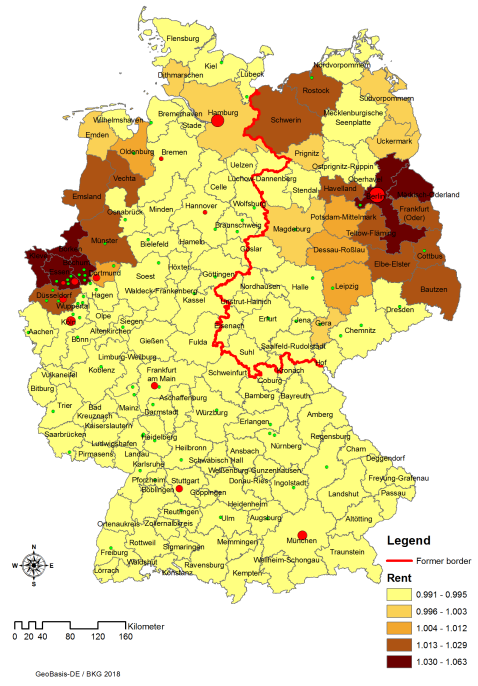 Flensburg
Kiel
Nordvorpommern
Dithmarschen
Lübeck
Rostock
Südvorpommern
Wilhelmshaven
Bremerhaven
Hamburg
Schwerin
Mecklenburgische
Seenplatte
Stade
Emden
Uckermark
Oldenburg
Bremen
Uelzen
Prignitz
Ostprignitz-Ruppin
Lüchow-Dannenberg
Oberhavel
Vechta
Celle
Stendal
Havelland
Berlin
Emsland
Osnabrück
Minden
Hannover
Wolfsburg
Potsdam-Mittelmark
Frankfurt
(Oder)
Braunschweig
Magdeburg
Teltow-Fläming
Münster
Bielefeld
Hameln
Goslar
Dessau-Roßlau
Cottbus
Elbe-Elster
Höxter
Göttingen
Dortmund
Soest
Nordhausen
Halle
Leipzig
Bautzen
Düsseldorf
Hagen
Waldeck-Frankenberg
Kassel
Wuppertal
Olpe
Erfurt
Jena
Gera
Dresden
Aachen
Siegen
Altenkirchen
Eisenach
Chemnitz
Bonn
Gießen
Fulda
Saalfeld-Rudolstadt
Suhl
Hof
Limburg-Weilburg
Vulkaneifel
Koblenz
Frankfurt
am Main
Schweinfurt
Kronach
Coburg
Bitburg
Aschaffenburg
Bamberg
Bayreuth
Trier
Bad
Kreuznach
Mainz
Darmstadt
Würzburg
Amberg
Kaiserslautern
Erlangen
Saarbrücken
Heidelberg
Nürnberg
Regensburg
Ludwigshafen
Pirmasens
Landau
Heilbronn
Ansbach
Cham
Karlsruhe
Schwäbisch Hall
Weißenburg-Gunzenhausen
Deggendorf
Pforzheim
Stuttgart
Donau-Ries
Ingolstadt
Freyung-Grafenau
Böblingen
Göppingen
Landshut
Passau
Heidenheim
Reutlingen
Ortenaukreis
Zollernalbkreis
Ulm
Augsburg
Altötting
Rottweil
Sigmaringen
Memmingen
München
Freiburg
Waldshut
Ravensburg
Weilheim-Schongau
Traunstein
Lörrach
Konstanz
Kempten
N
W
E
S
Legend
Former border
Rent
0.991 - 0.995
0.996 - 1.003
1.004 - 1.012
1.013 - 1.029
1.030 - 1.063
0 20 40 80 120 160
Kilometer
GeoBasis-DE / BKG 2018